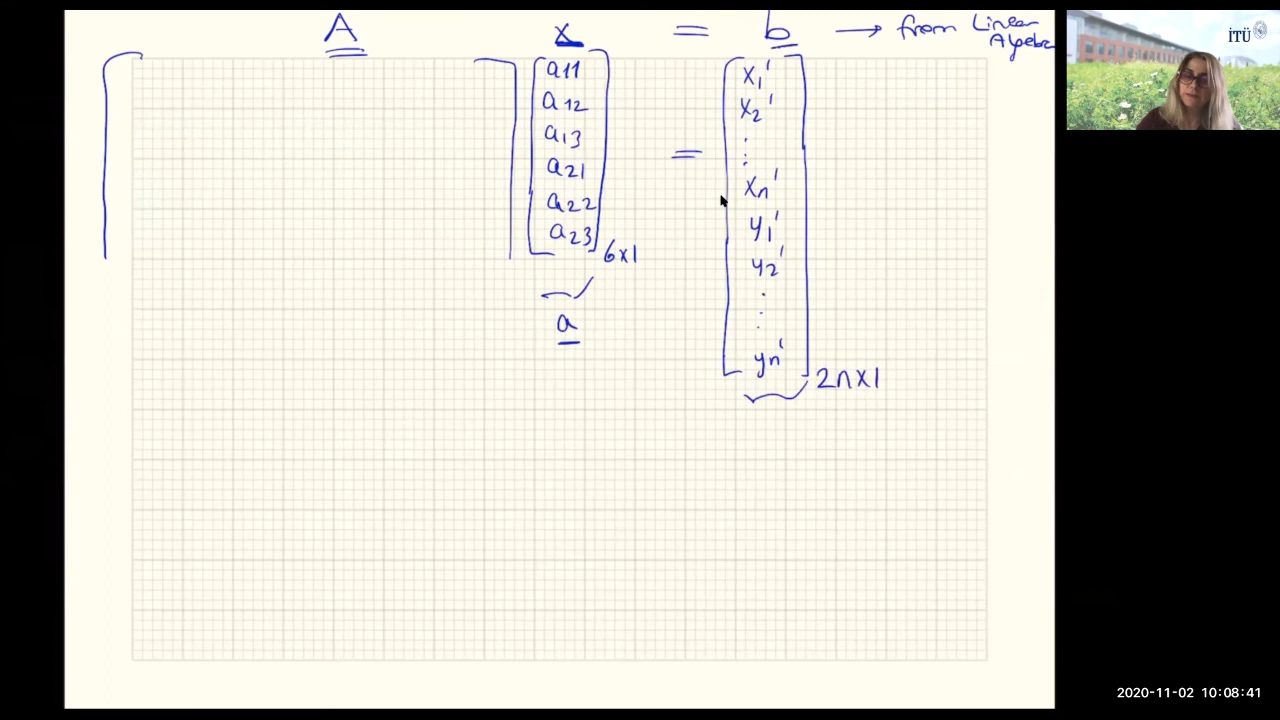 A x = b → from Linear Algebra
a11
a12
a13
a21
a22
a23
6x1
a
=
x1'
x2'
⋮
xn'
y1'
y2'
⋮
yn'
2nx1
İTÜ
2020-11-02 10:08:41